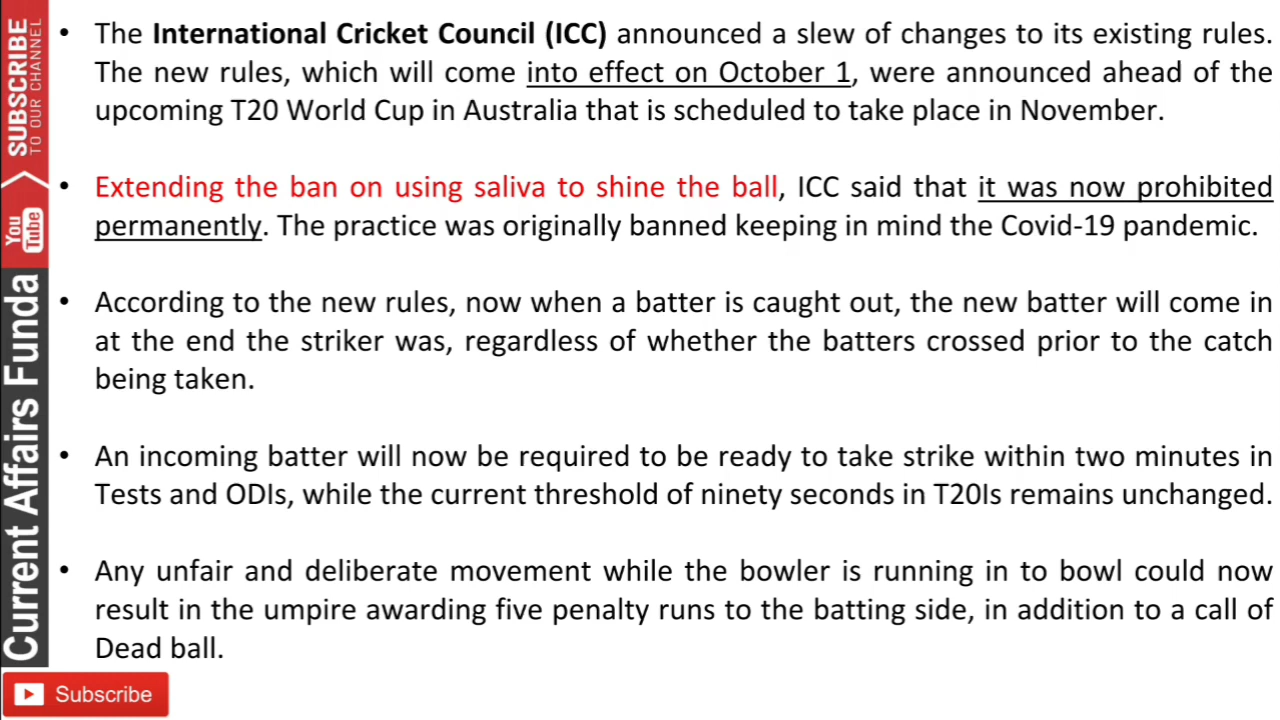 • The International Cricket Council (ICC) announced a slew of changes to its existing rules.
The new rules, which will come into effect on October 1, were announced ahead of the
upcoming T20 World Cup in Australia that is scheduled to take place in November.
• Extending the ban on using saliva to shine the ball, ICC said that it was now prohibited
permanently. The practice was originally banned keeping in mind the Covid-19 pandemic.
• According to the new rules, now when a batter is caught out, the new batter will come in
at the end the striker was, regardless of whether the batters crossed prior to the catch
being taken.
• An incoming batter will now be required to be ready to take strike within two minutes in
Tests and ODIs, while the current threshold of ninety seconds in T20Is remains unchanged.
• Any unfair and deliberate movement while the bowler is running in to bowl could now
result in the umpire awarding five penalty runs to the batting side, in addition to a call of
Dead ball.
SUBSCRIBE
TO OUR CHANNEL
You
Tube
Current Affairs Funda
Subscribe